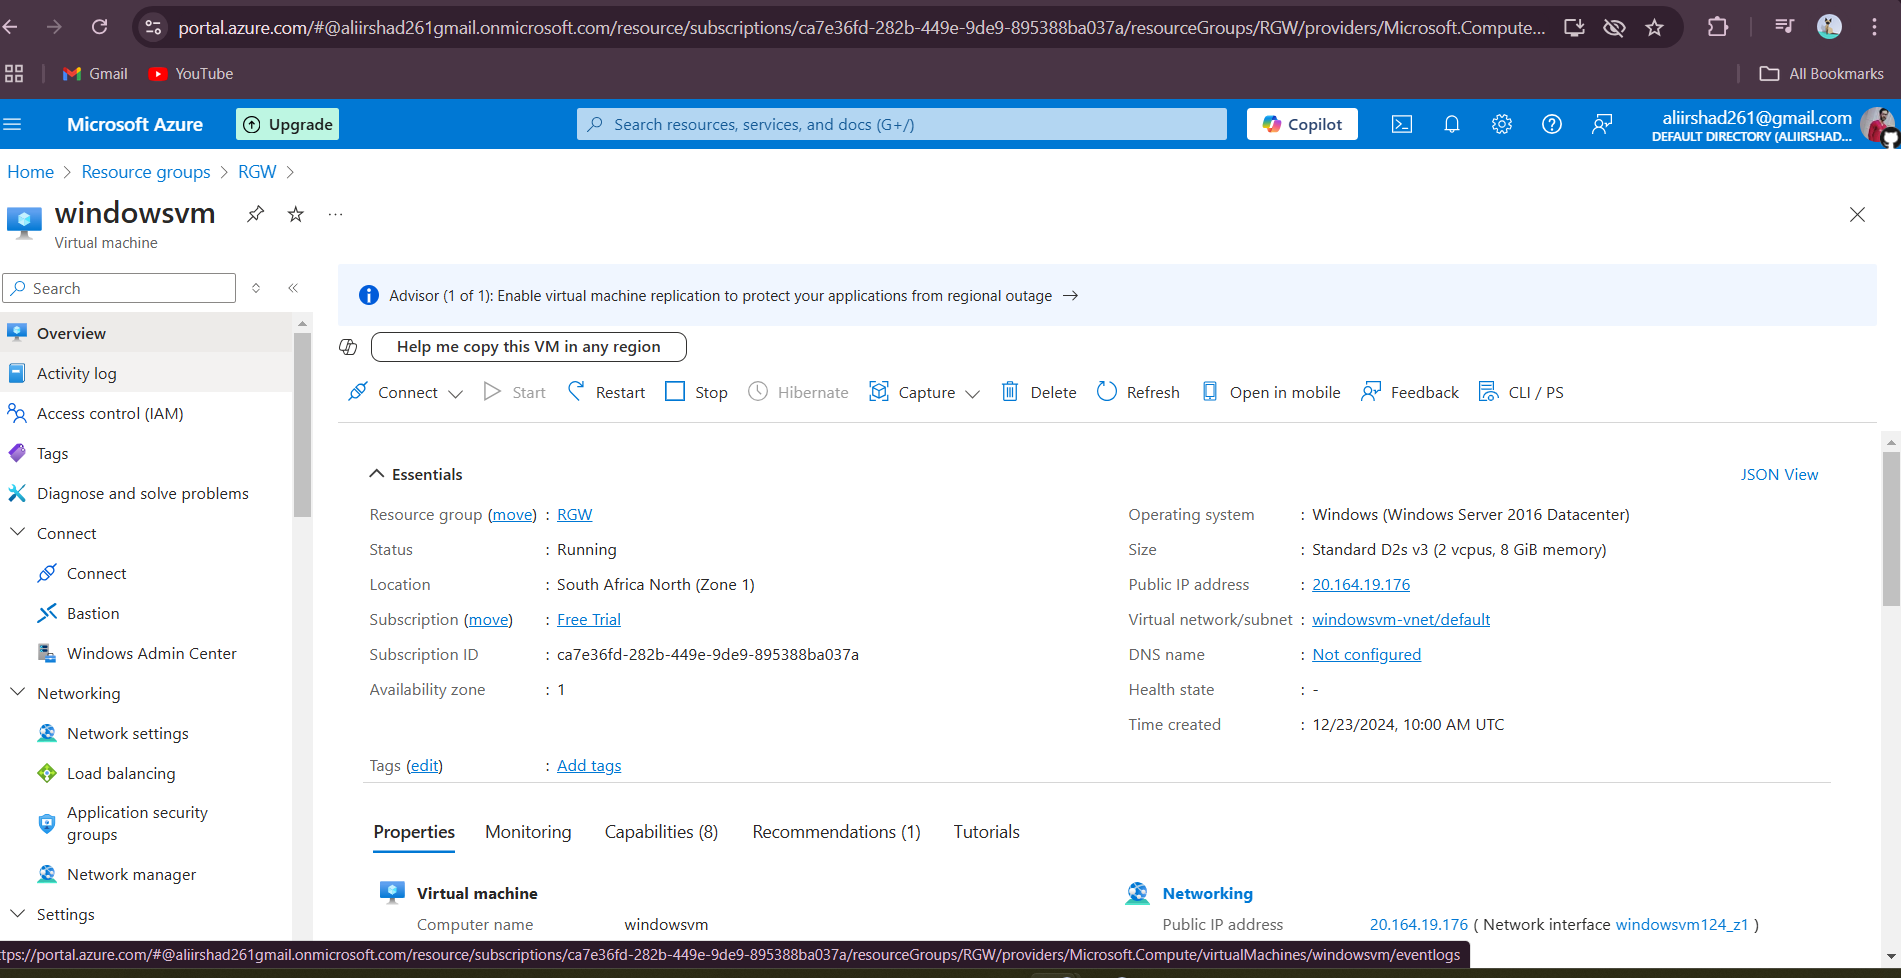 portal.azure.com/#@aliirshad261gmail.onmicrosoft.com/resource/subscriptions/ca7e36fd-282b-449e-9de9-895388ba037a/resourceGroups/RGW/providers/Microsoft.Compute...
Gmail YouTube All Bookmarks
Microsoft Azure Upgrade Search resources, services, and docs (G+/) Copilot aliirshad261@gmail.com
DEFAULT DIRECTORY (ALIIRSHAD...
Home > Resource groups > RGW >
windowsvm ...
Virtual machine
Search
Overview
Activity log
Access control (IAM)
Tags
Diagnose and solve problems
Connect
Connect
Bastion
Windows Admin Center
Networking
Network settings
Load balancing
Application security
groups
Network manager
Settings
Advisor (1 of 1): Enable virtual machine replication to protect your applications from regional outage →
Help me copy this VM in any region
Connect Start Restart Stop Hibernate Capture Delete Refresh Open in mobile Feedback CLI / PS
Essentials JSON View
Resource group (move) : RGW
Status : Running
Location : South Africa North (Zone 1)
Subscription (move) : Free Trial
Subscription ID : ca7e36fd-282b-449e-9de9-895388ba037a
Availability zone : 1
Operating system : Windows (Windows Server 2016 Datacenter)
Size : Standard D2s v3 (2 vcpus, 8 GiB memory)
Public IP address : 20.164.19.176
Virtual network/subnet : windowsvm-vnet/default
DNS name : Not configured
Health state : -
Time created : 12/23/2024, 10:00 AM UTC
Tags (edit) : Add tags
Properties Monitoring Capabilities (8) Recommendations (1) Tutorials
Virtual machine
Computer name windowsvm
Networking
Public IP address 20.164.19.176 ( Network interface windowsvm124_z1 )
ttps://portal.azure.com/#@aliirshad261gmail.onmicrosoft.com/resource/subscriptions/ca7e36fd-282b-449e-9de9-895388ba037a/resourceGroups/RGW/providers/Microsoft.Compute/virtualMachines/windowsvm/eventlogs